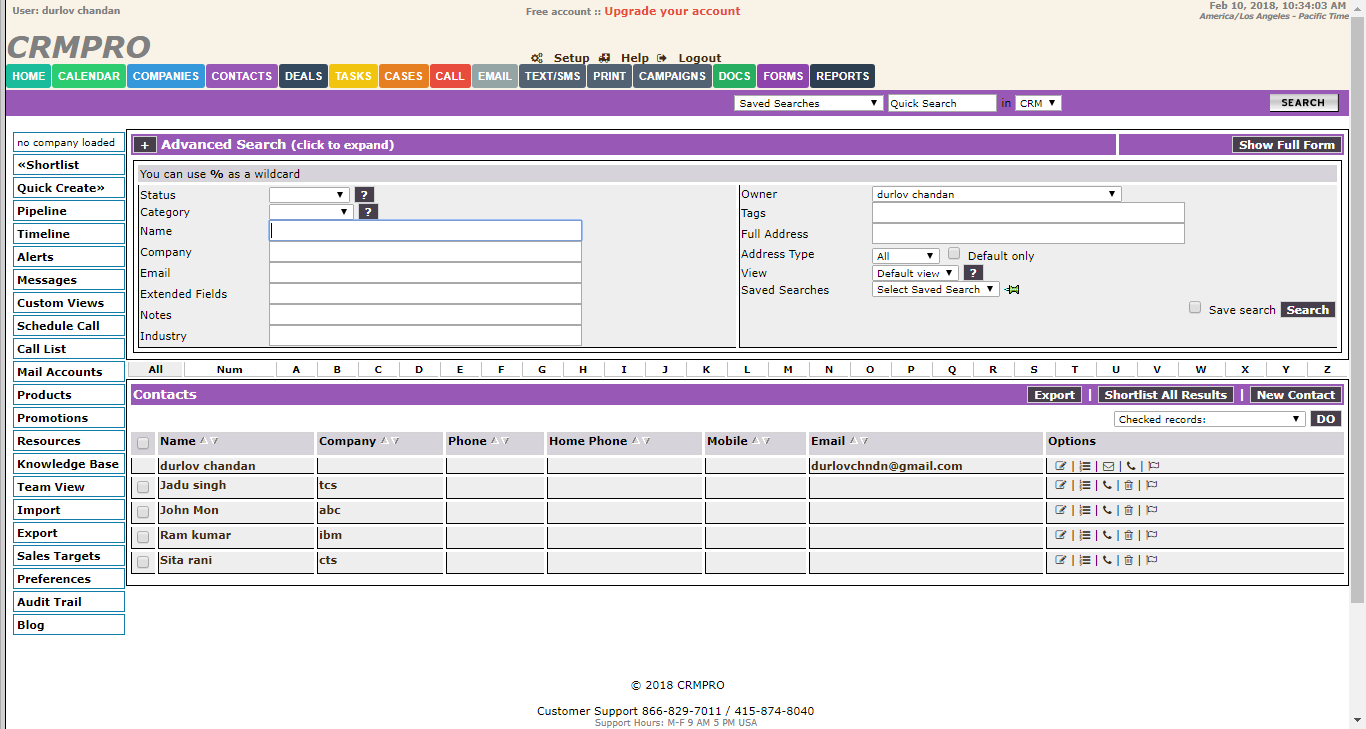 User: durlov chandan
Free account :: Upgrade your account
Feb 10, 2018, 10:34:03 AM
America/Los Angeles - Pacific Time
CRMPRO
Setup Help Logout
HOME CALENDAR COMPANIES CONTACTS DEALS TASKS CASES CALL EMAIL TEXT/SMS PRINT CAMPAIGNS DOCS FORMS REPORTS
Saved Searches Quick Search in CRM SEARCH
no company loaded
«Shortlist
Quick Create»
Pipeline
Timeline
Alerts
Messages
Custom Views
Schedule Call
Call List
Mail Accounts
Products
Promotions
Resources
Knowledge Base
Team View
Import
Export
Sales Targets
Preferences
Audit Trail
Blog
+ Advanced Search (click to expand) Show Full Form
You can use % as a wildcard
Status ?
Category ?
Name
Company
Email
Extended Fields
Notes
Industry
Owner durlov chandan
Tags
Full Address
Address Type All Default only
View Default view ?
Saved Searches Select Saved Search
Save search Search
All Num A B C D E F G H I J K L M N O P Q R S T U V W X Y Z
Contacts Export | Shortlist All Results | New Contact
Checked records: DO
Name Company Phone Home Phone Mobile Email Options
durlov chandan durlovchndn@gmail.com | | | |
Jadu singh tcs | | | |
John Mon abc | | | |
Ram kumar ibm | | | |
Sita rani cts | | | |
© 2018 CRMPRO
Customer Support 866-829-7011 / 415-874-8040
Support Hours: M-F 9 AM 5 PM USA